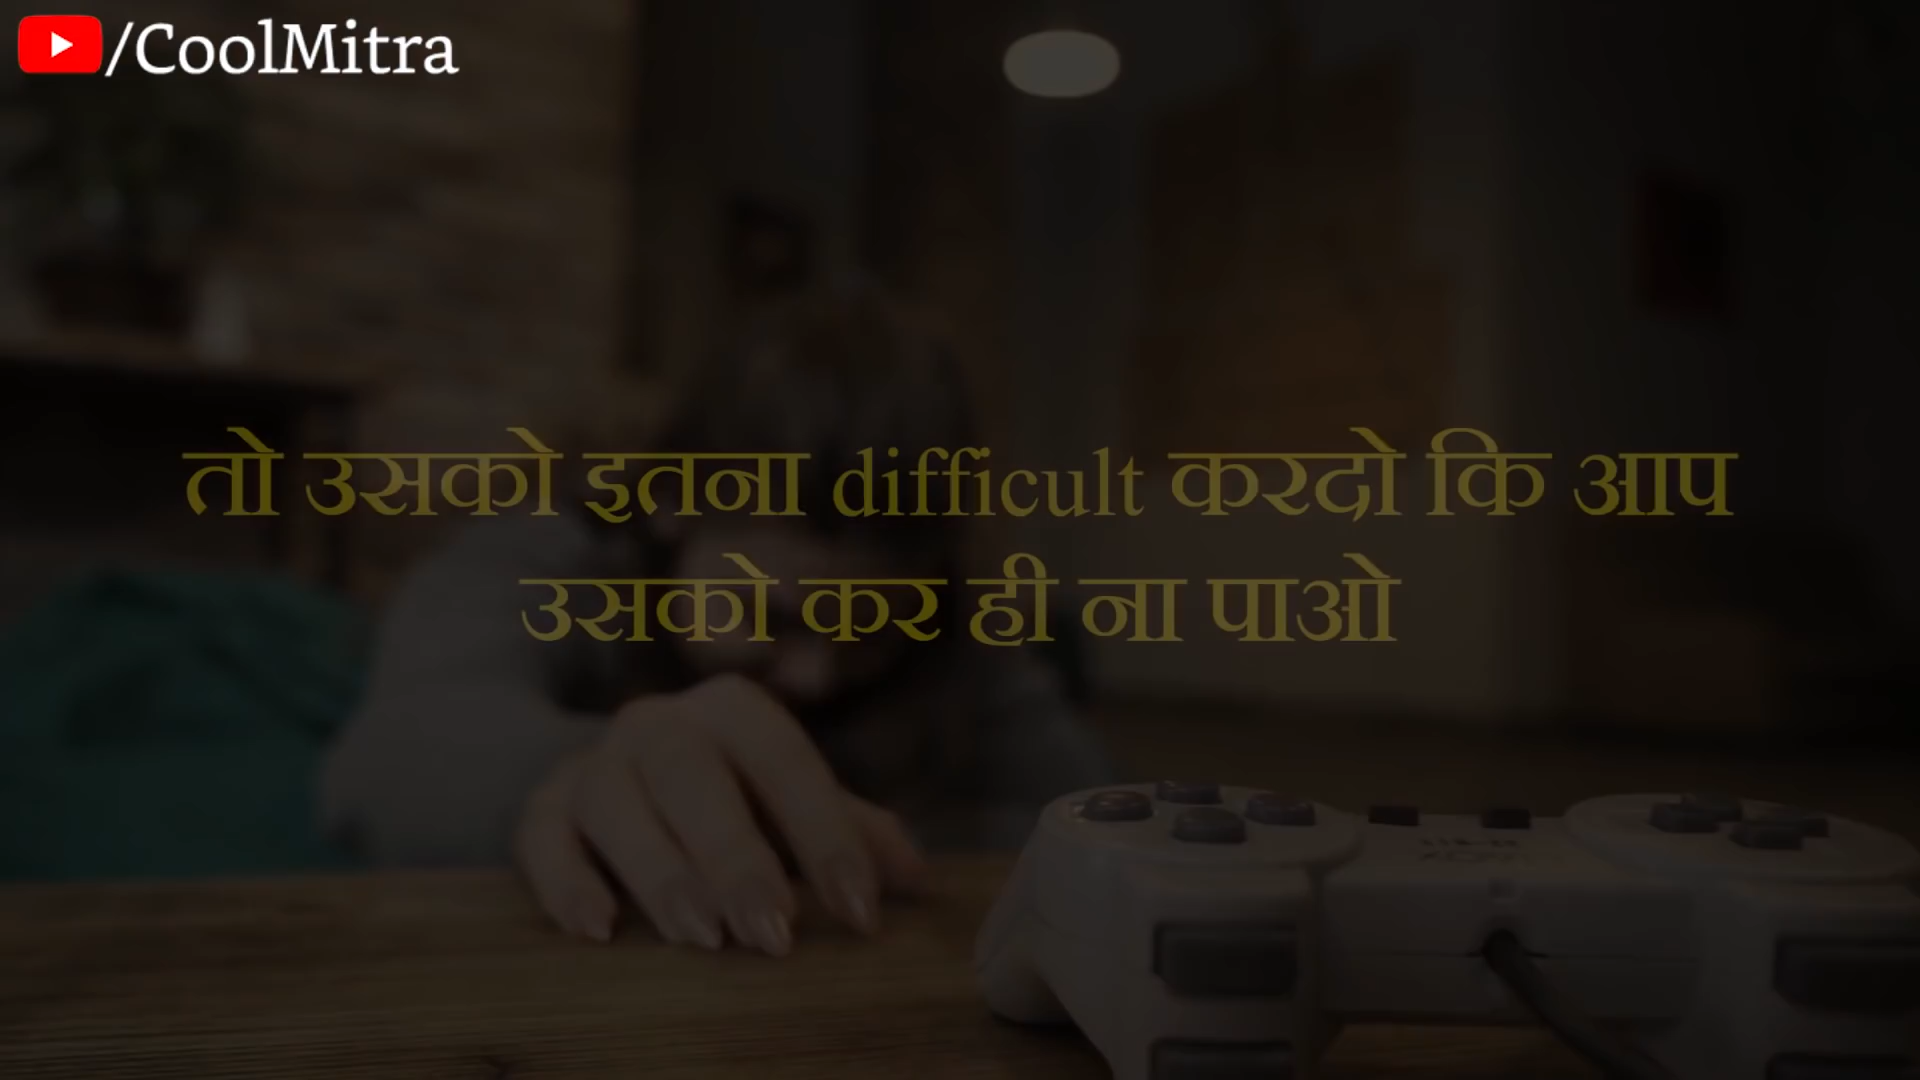 /CoolMitra
तो उसको इतना difficult करदो कि आप
उसको कर ही ना पाओ